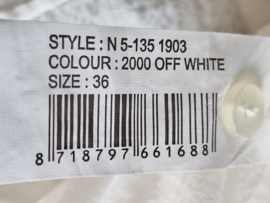 STYLE : N 5-135 1903
COLOUR : 2000 OFF WHITE
SIZE : 36
8 718797 661688